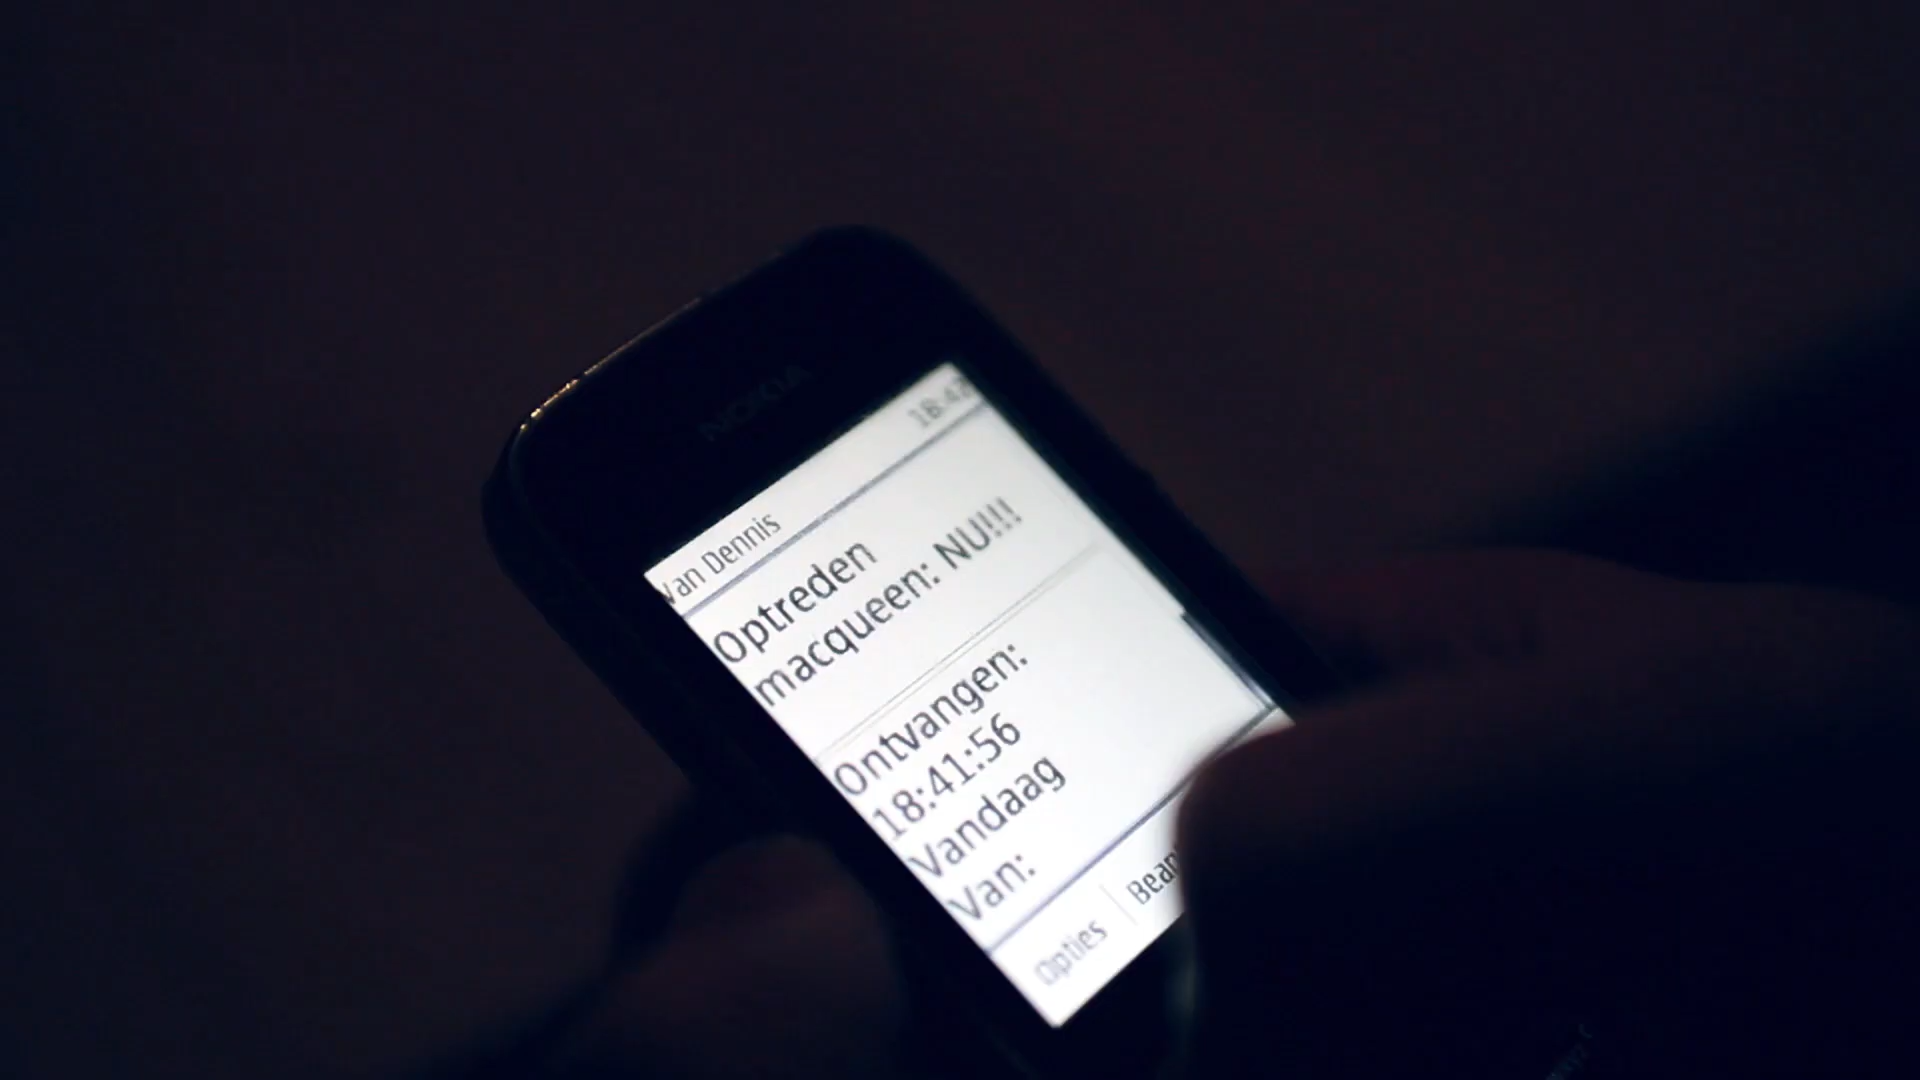 NOKIA
Van Dennis
18:42
Optreden
macqueen: NU!!!
Ontvangen:
18:41:56
Vandaag
Van:
Opties